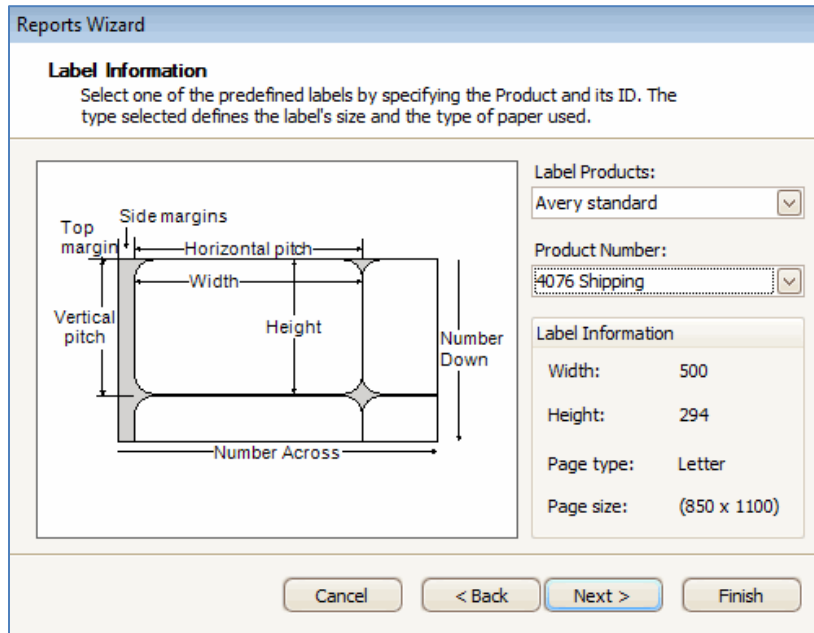 Reports Wizard
Label Information
Select one of the predefined labels by specifying the Product and its ID. The
type selected defines the label's size and the type of paper used.
Top
margin
Side margins
Horizontal pitch
Width
Vertical
pitch
Height
Number
Down
Number Across
Label Products:
Avery standard
Product Number:
4076 Shipping
Label Information
Width: 500
Height: 294
Page type: Letter
Page size: (850 x 1100)
Cancel
< Back
Next >
Finish